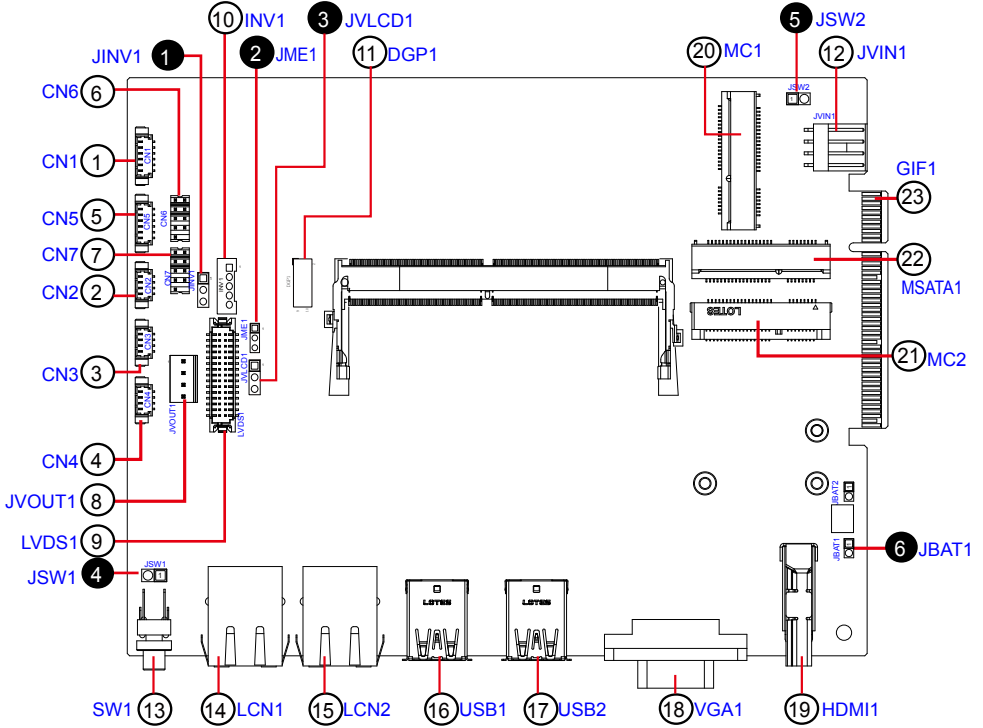 10 INV1
3 JVLCD1
5 JSW2
JINV1 1
2 JME1
11 DGP1
20 MC1
12 JVIN1
CN6 6
JSW2
1
JVIN1
CN1 1
CN1
GIF1
23
CN5 5
CN5
CN6
CN7 7
CN7
JINV1
INV1
DGP1
22
MSATA1
CN2 2
CN2
LOTES
JME1
CN3 3
CN3
JVLCD1
21 MC2
CN4
JVOUT1
LVDS1
CN4 4
JVOUT1 8
JBAT2
LVDS1 9
JBAT1
6 JBAT1
JSW1 4
JSW1
1
LOTES
LOTES
SW1 13
14 LCN1
15 LCN2
16 USB1
17 USB2
18 VGA1
19 HDMI1